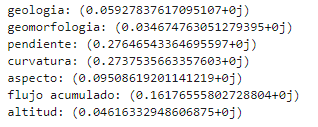 geologia: (0.05927837617095107+0j)
geomorfologia: (0.034674763051279395+0j)
pendiente: (0.27646543364695597+0j)
curvatura: (0.2737535663357603+0j)
aspecto: (0.09508619201141219+0j)
flujo acumulado: (0.16176555802728804+0j)
altitud: (0.04616332948606875+0j)